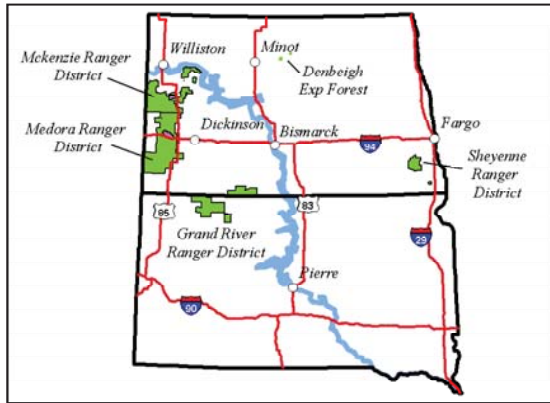 Mckenzie Ranger
District
Williston
Minot
Denbeigh
Exp Forest
Medora Ranger
District
Dickinson
Bismarck
94
Fargo
Sheyenne
Ranger
District
85
83
Grand River
Ranger District
29
Pierre
90